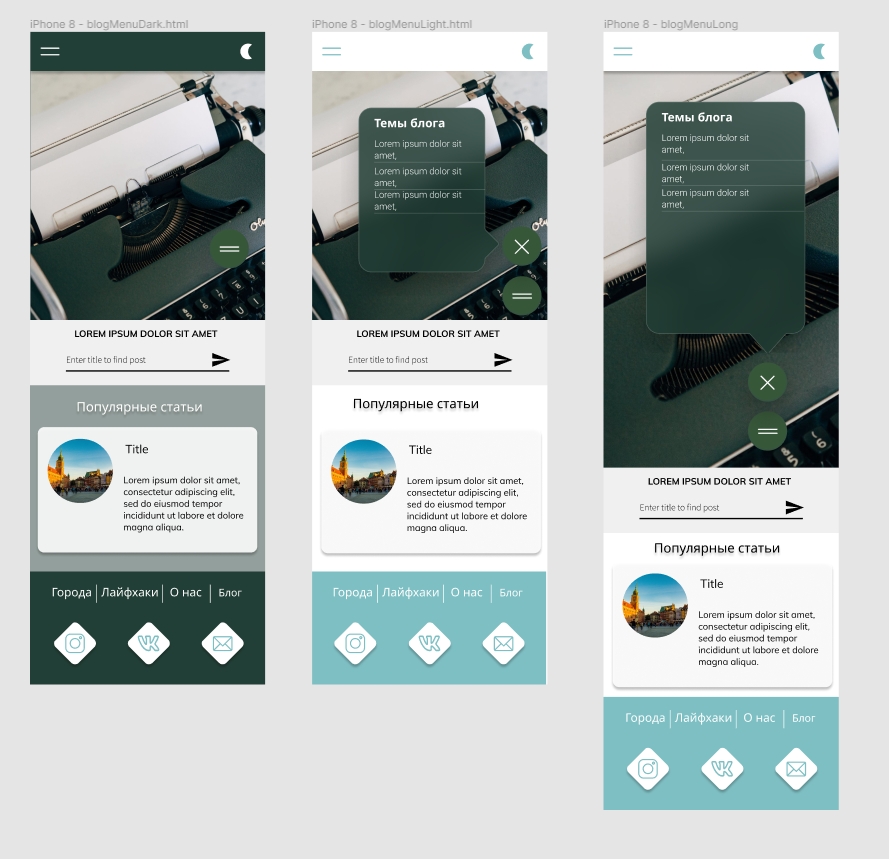 iPhone 8 - blogMenuDark.html
LOREM IPSUM DOLOR SIT AMET
Enter title to find post
Популярные статьи
Title
Lorem ipsum dolor sit amet,
consectetur adipiscing elit,
sed do eiusmod tempor
incididunt ut labore et dolore
magna aliqua.
Города Лайфхаки О нас Блог
iPhone 8 - blogMenuLight.html
Темы блога
Lorem ipsum dolor sit
amet,
Lorem ipsum dolor sit
amet,
Lorem ipsum dolor sit
amet,
LOREM IPSUM DOLOR SIT AMET
Enter title to find post
Популярные статьи
Title
Lorem ipsum dolor sit amet,
consectetur adipiscing elit,
sed do eiusmod tempor
incididunt ut labore et dolore
magna aliqua.
Города Лайфхаки О нас Блог
iPhone 8 - blogMenuLong
Темы блога
Lorem ipsum dolor sit
amet,
Lorem ipsum dolor sit
amet,
Lorem ipsum dolor sit
amet,
LOREM IPSUM DOLOR SIT AMET
Enter title to find post
Популярные статьи
Title
Lorem ipsum dolor sit amet,
consectetur adipiscing elit,
sed do eiusmod tempor
incididunt ut labore et dolore
magna aliqua.
Города Лайфхаки О нас Блог